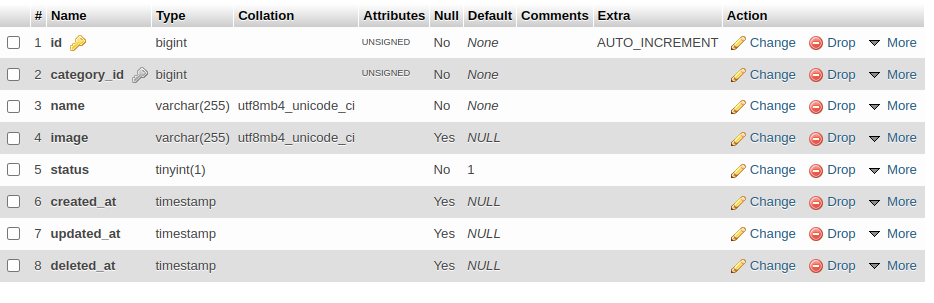 # Name Type Collation Attributes Null Default Comments Extra Action
1 id bigint UNSIGNED No None AUTO_INCREMENT Change Drop More
2 category_id bigint UNSIGNED No None Change Drop More
3 name varchar(255) utf8mb4_unicode_ci No None Change Drop More
4 image varchar(255) utf8mb4_unicode_ci Yes NULL Change Drop More
5 status tinyint(1) No 1 Change Drop More
6 created_at timestamp Yes NULL Change Drop More
7 updated_at timestamp Yes NULL Change Drop More
8 deleted_at timestamp Yes NULL Change Drop More